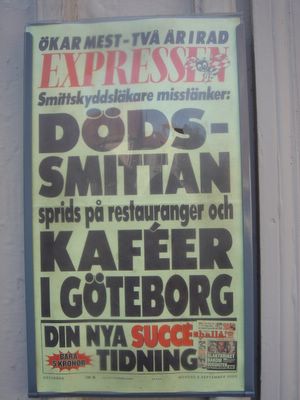 ÖKAR MEST - TVÅ ÅR I RAD
EXPRESSEN
Smittskyddsläkare misstänker:
DÖDS-
SMITTAN
sprids på restauranger och
KAFÉER
I GÖTEBORG
DIN NYA SUCCÉ
TIDNING
BARA
5 KRONOR
hallå!